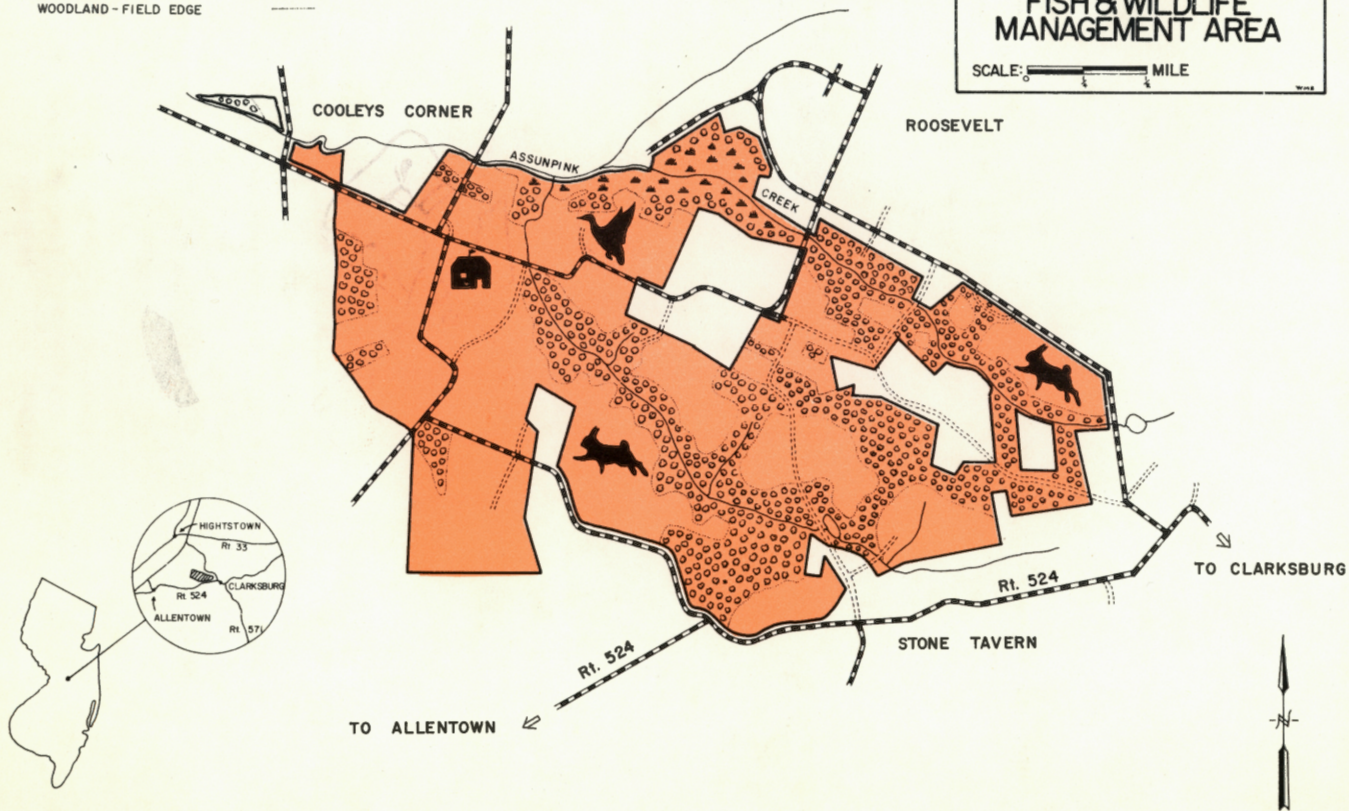 WOODLAND - FIELD EDGE
FISH & WILDLIFE
MANAGEMENT AREA
SCALE: 0 MILE
COOLEYS CORNER
ROOSEVELT
ASSUNPINK
CREEK
HIGHTSTOWN
Rt 33
CLARKSBURG
Rt. 524
ALLENTOWN
Rt. 571
TO CLARKSBURG
Rt. 524
STONE TAVERN
Rt. 524
TO ALLENTOWN
N